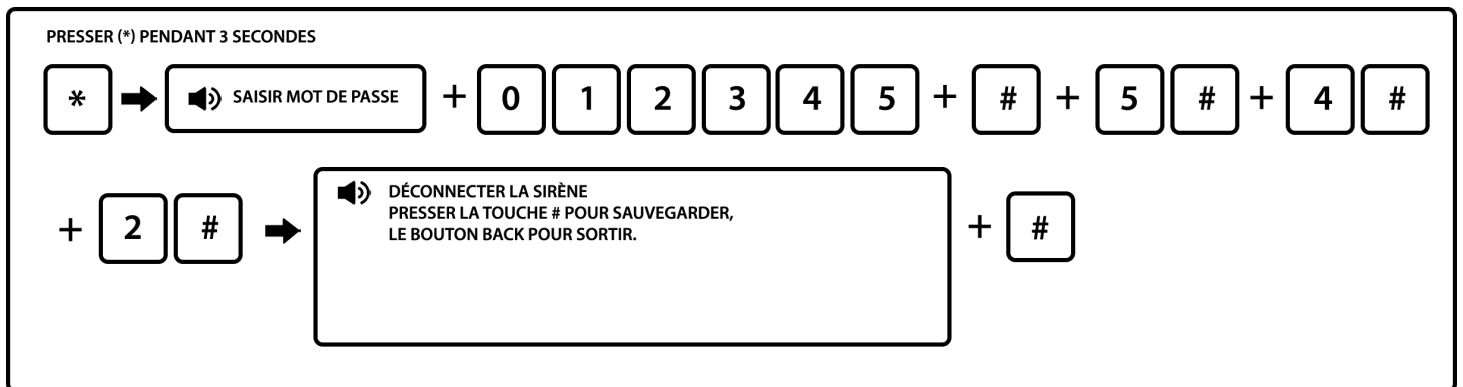 PRESSER (*) PENDANT 3 SECONDES
* SAISIR MOT DE PASSE + 0 1 2 3 4 5 + # + 5 # + 4 #
+ 2 # DÉCONNECTER LA SIRÈNE
PRESSER LA TOUCHE # POUR SAUVEGARDER,
LE BOUTON BACK POUR SORTIR.
+ #